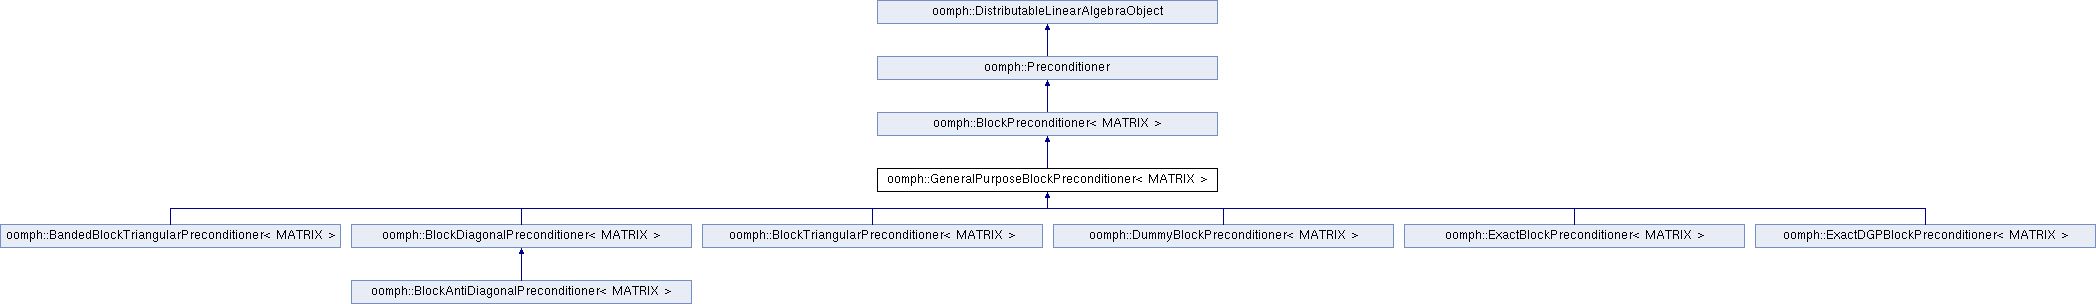 oomph::DistributableLinearAlgebraObject
oomph::Preconditioner
oomph::BlockPreconditioner< MATRIX >
oomph::GeneralPurposeBlockPreconditioner< MATRIX >
oomph::BandedBlockTriangularPreconditioner< MATRIX >
oomph::BlockDiagonalPreconditioner< MATRIX >
oomph::BlockTriangularPreconditioner< MATRIX >
oomph::DummyBlockPreconditioner< MATRIX >
oomph::ExactBlockPreconditioner< MATRIX >
oomph::ExactDGPBlockPreconditioner< MATRIX >
oomph::BlockAntiDiagonalPreconditioner< MATRIX >